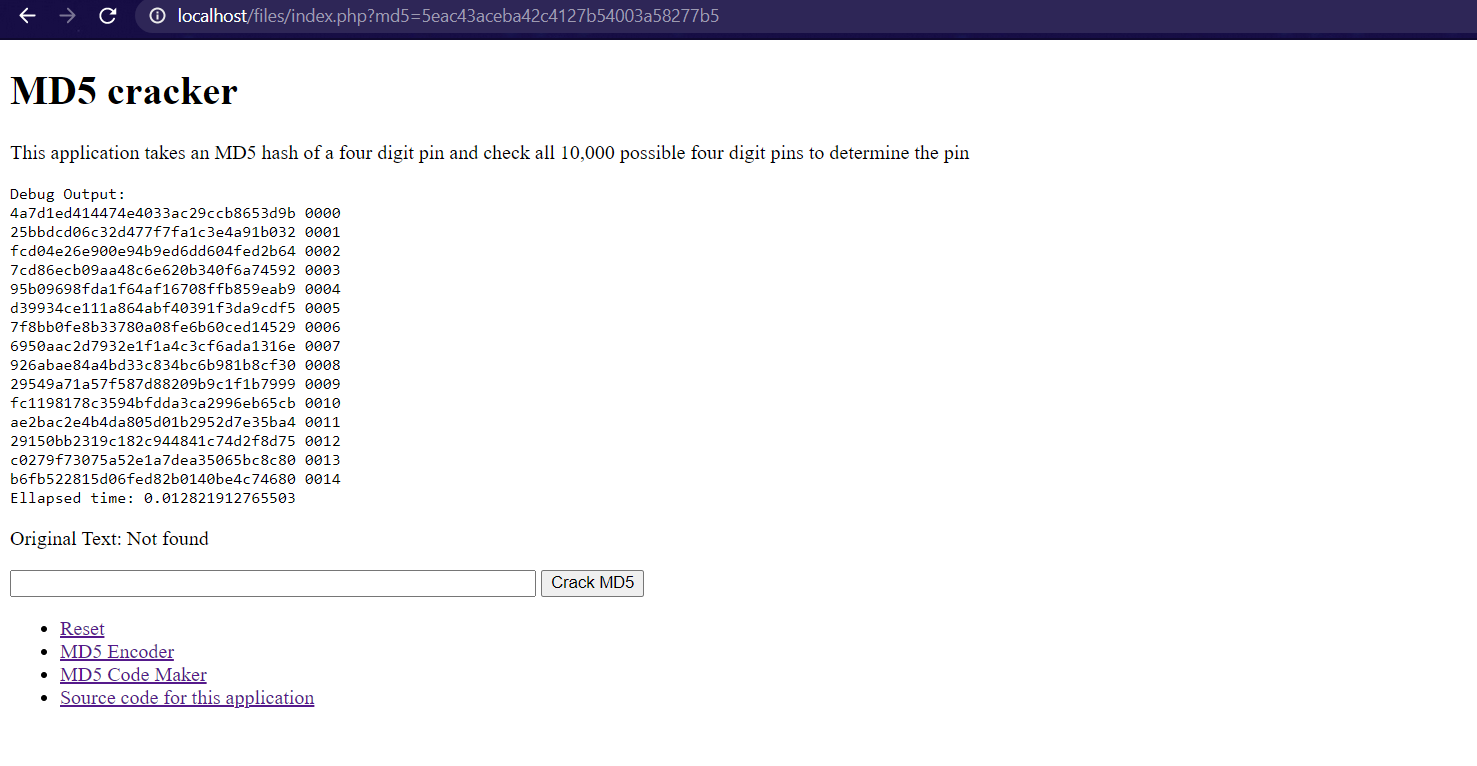 localhost/files/index.php?md5=5eac43aceba42c4127b54003a58277b5
MD5 cracker
This application takes an MD5 hash of a four digit pin and check all 10,000 possible four digit pins to determine the pin
Debug Output:
4a7d1ed414474e4033ac29ccb8653d9b 0000
25bbdcd06c32d477f7fa1c3e4a91b032 0001
fcd04e26e900e94b9ed6dd604fed2b64 0002
7cd86ecb09aa48c6e620b340f6a74592 0003
95b09698fda1f64af16708ffb859eab9 0004
d39934ce111a864abf40391f3da9cdf5 0005
7f8bb0fe8b33780a08fe6b60ced14529 0006
6950aac2d7932e1f1a4c3cf6ada1316e 0007
926abae84a4bd33c834bc6b981b8cf30 0008
29549a71a57f587d88209b9c1f1b7999 0009
fc1198178c3594bfdda3ca2996eb65cb 0010
ae2bac2e4b4da805d01b2952d7e35ba4 0011
29150bb2319c182c944841c74d2f8d75 0012
c0279f73075a52e1a7dea35065bc8c80 0013
b6fb522815d06fed82b0140be4c74680 0014
Ellapsed time: 0.012821912765503
Original Text: Not found
Crack MD5
Reset
MD5 Encoder
MD5 Code Maker
Source code for this application